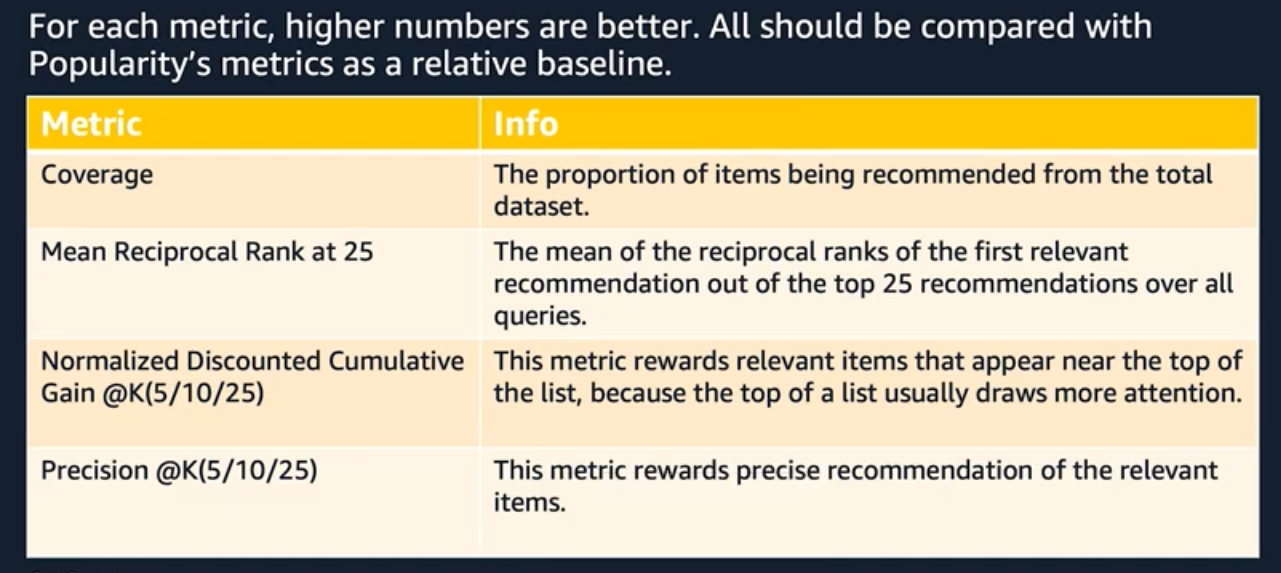 For each metric, higher numbers are better. All should be compared with
Popularity's metrics as a relative baseline.
Metric
Info
Coverage
The proportion of items being recommended from the total
dataset.
Mean Reciprocal Rank at 25
The mean of the reciprocal ranks of the first relevant
recommendation out of the top 25 recommendations over all
queries.
Normalized Discounted Cumulative
Gain @K(5/10/25)
This metric rewards relevant items that appear near the top of
the list, because the top of a list usually draws more attention.
Precision @K(5/10/25)
This metric rewards precise recommendation of the relevant
items.